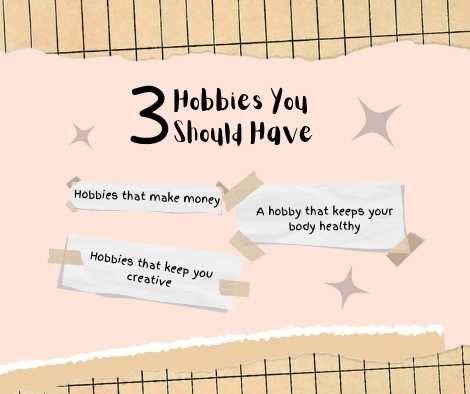 3 Hobbies You
Should Have
Hobbies that make money
A hobby that keeps your
body healthy
Hobbies that keep you
creative